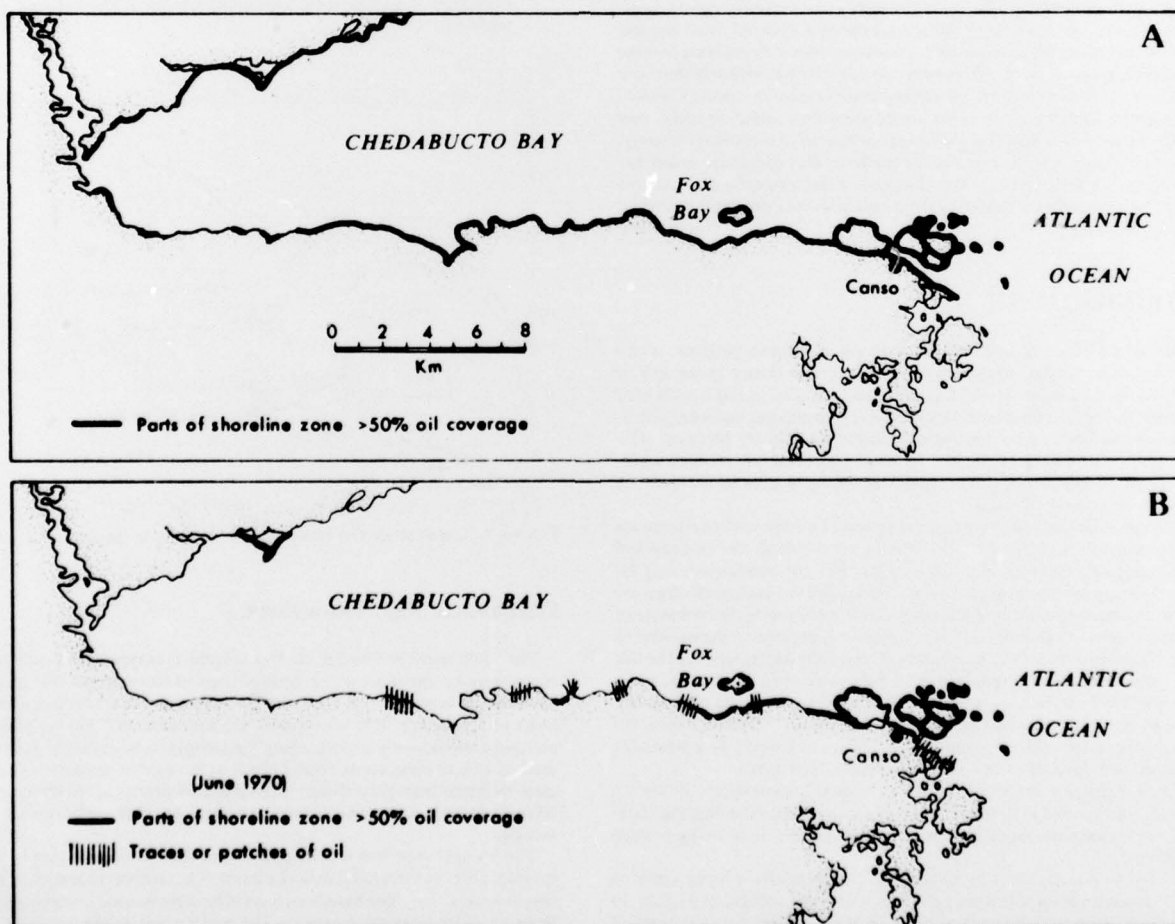 A
CHEDABUCTO BAY
Fox
Bay
ATLANTIC
OCEAN
Canso
0 2 4 6 8
Km
Parts of shoreline zone >50% oil coverage
B
CHEDABUCTO BAY
Fox
Bay
ATLANTIC
OCEAN
Canso
(June 1970)
Parts of shoreline zone >50% oil coverage
Traces or patches of oil